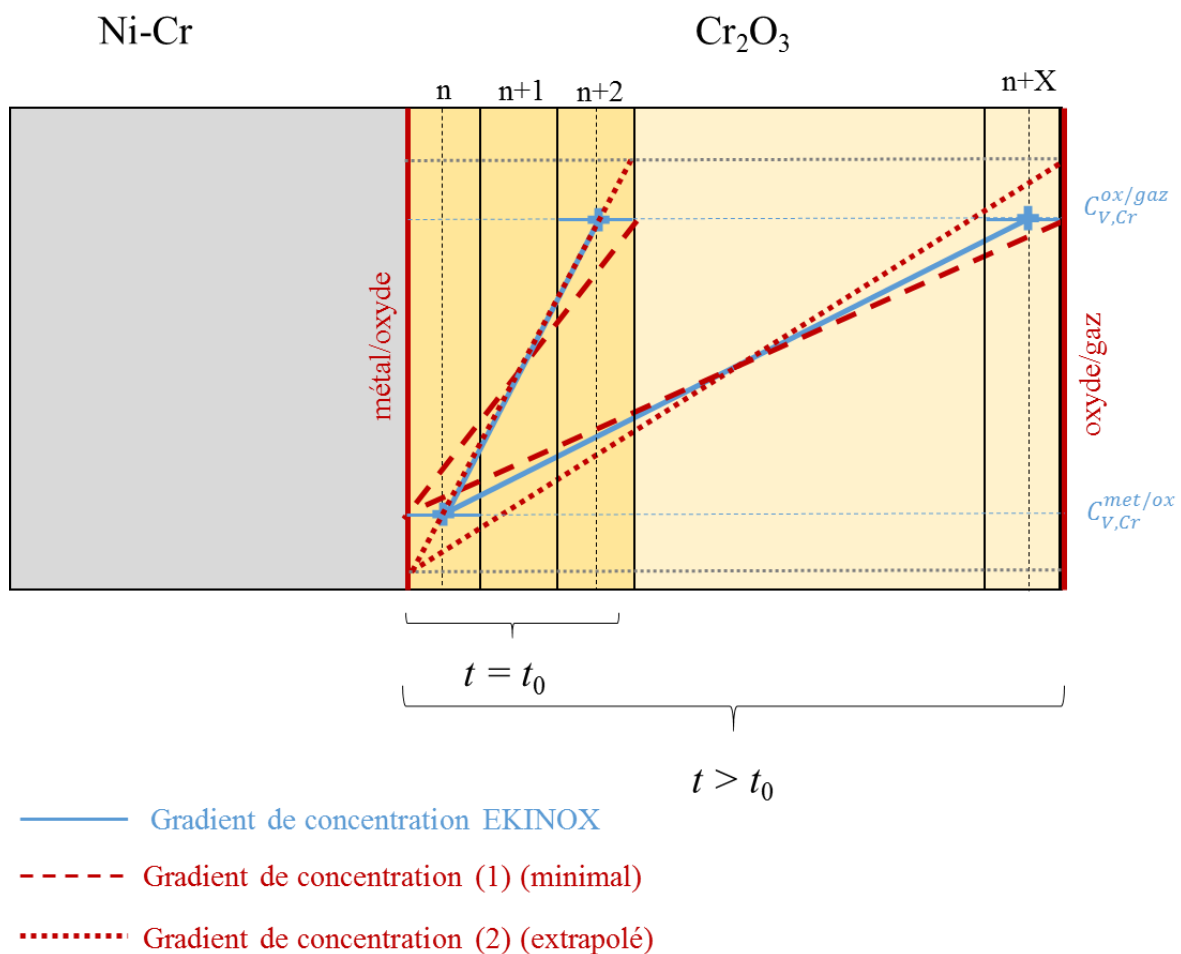 Ni-Cr
Cr₂O₃
n
n+1
n+2
n+X
métal/oxyde
oxyde/gaz
$C_{V,Cr}^{ox/gaz}$
$C_{V,Cr}^{met/ox}$
t = t₀
t > t₀
Gradient de concentration EKINOX
Gradient de concentration (1) (minimal)
Gradient de concentration (2) (extrapolé)